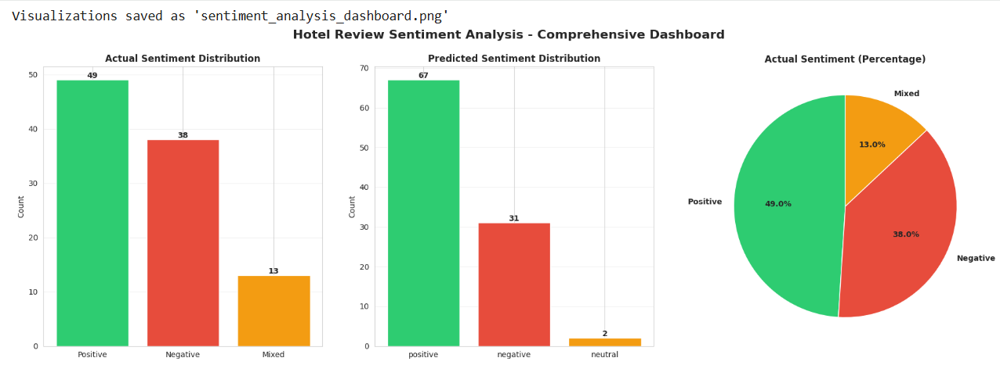 Visualizations saved as 'sentiment_analysis_dashboard.png'
Hotel Review Sentiment Analysis - Comprehensive Dashboard
Actual Sentiment Distribution
50
40
30
20
10
0
Count
49
38
13
Positive
Negative
Mixed
Predicted Sentiment Distribution
70
60
50
40
30
20
10
0
Count
67
31
2
positive
negative
neutral
Actual Sentiment (Percentage)
Mixed
13.0%
Positive
49.0%
38.0%
Negative